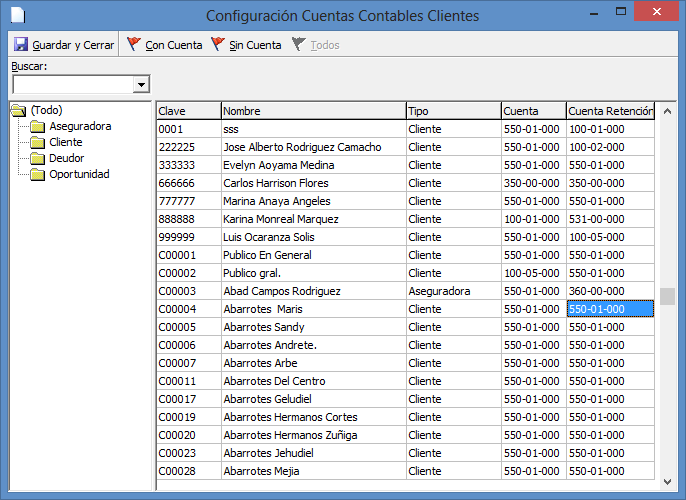 Configuración Cuentas Contables Clientes
Guardar y Cerrar Con Cuenta Sin Cuenta Todos
Buscar:
(Todo)
Aseguradora
Cliente
Deudor
Oportunidad
Clave Nombre Tipo Cuenta Cuenta Retención
0001 sss Cliente 550-01-000 100-01-000
222225 Jose Alberto Rodriguez Camacho Cliente 550-01-000 100-02-000
333333 Evelyn Aoyama Medina Cliente 550-01-000 550-01-000
666666 Carlos Harrison Flores Cliente 350-00-000 350-00-000
777777 Marina Anaya Angeles Cliente 550-01-000 550-01-000
888888 Karina Monreal Marquez Cliente 100-01-000 531-00-000
999999 Luis Ocaranza Solis Cliente 550-01-000 100-05-000
C00001 Publico En General Cliente 550-01-000 550-01-000
C00002 Publico gral. Cliente 100-05-000 550-01-000
C00003 Abad Campos Rodriguez Aseguradora 550-01-000 360-00-000
C00004 Abarrotes  Maris Cliente 550-01-000 550-01-000
C00005 Abarrotes Sandy Cliente 550-01-000 550-01-000
C00006 Abarrotes Andrete. Cliente 550-01-000 550-01-000
C00007 Abarrotes Arbe Cliente 550-01-000 550-01-000
C00011 Abarrotes Del Centro Cliente 550-01-000 550-01-000
C00017 Abarrotes Geludiel Cliente 550-01-000 550-01-000
C00019 Abarrotes Hermanos Cortes Cliente 550-01-000 550-01-000
C00020 Abarrotes Hermanos Zuñiga Cliente 550-01-000 550-01-000
C00023 Abarrotes Jehudiel Cliente 550-01-000 550-01-000
C00028 Abarrotes Mejia Cliente 550-01-000 550-01-000